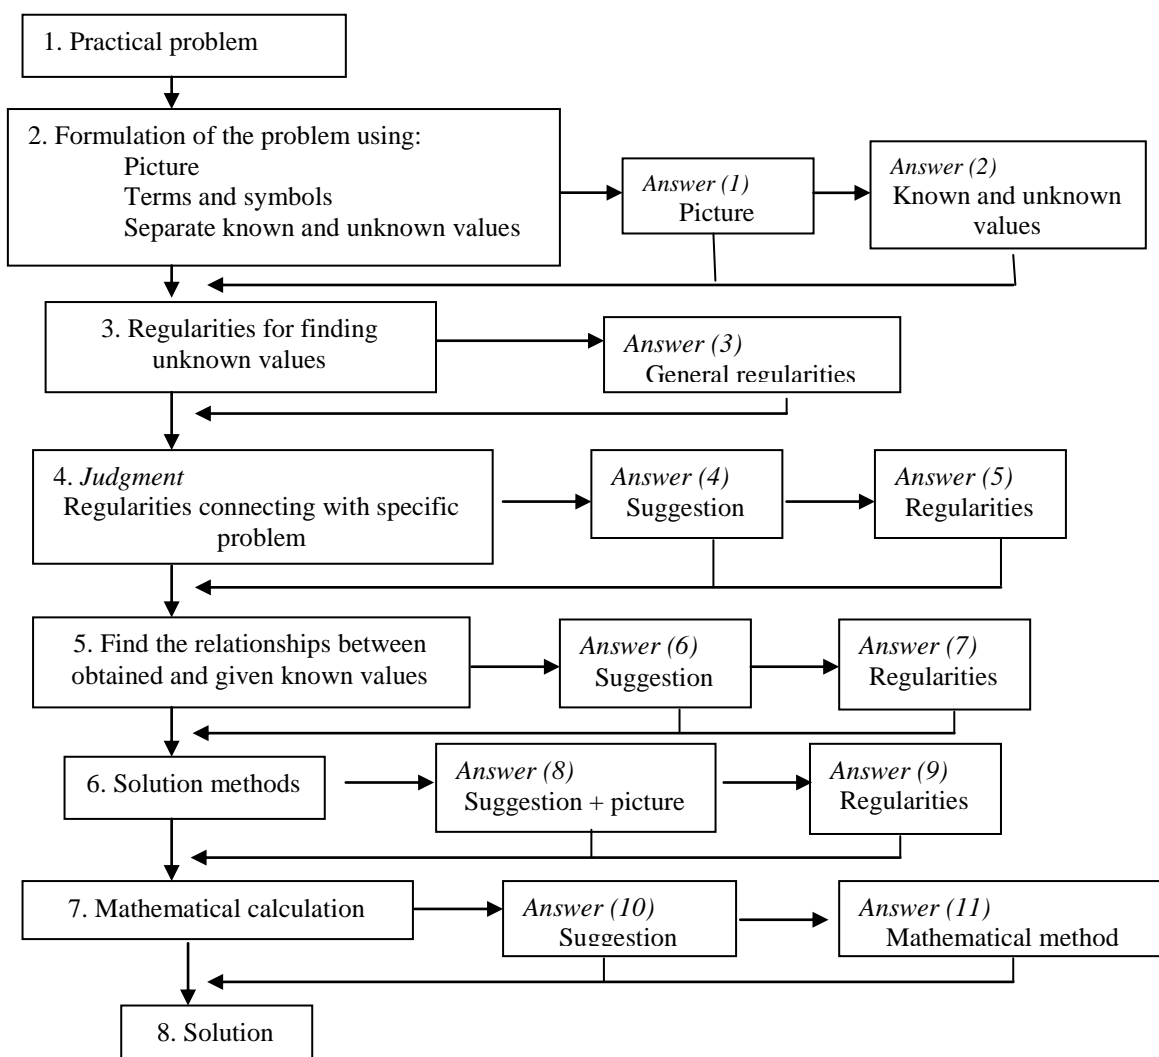 1. Practical problem
2. Formulation of the problem using:
Picture
Terms and symbols
Separate known and unknown values
Answer (1)
Picture
Answer (2)
Known and unknown
values
3. Regularities for finding
unknown values
Answer (3)
General regularities
4. Judgment
Regularities connecting with specific
problem
Answer (4)
Suggestion
Answer (5)
Regularities
5. Find the relationships between
obtained and given known values
Answer (6)
Suggestion
Answer (7)
Regularities
6. Solution methods
Answer (8)
Suggestion + picture
Answer (9)
Regularities
7. Mathematical calculation
Answer (10)
Suggestion
Answer (11)
Mathematical method
8. Solution